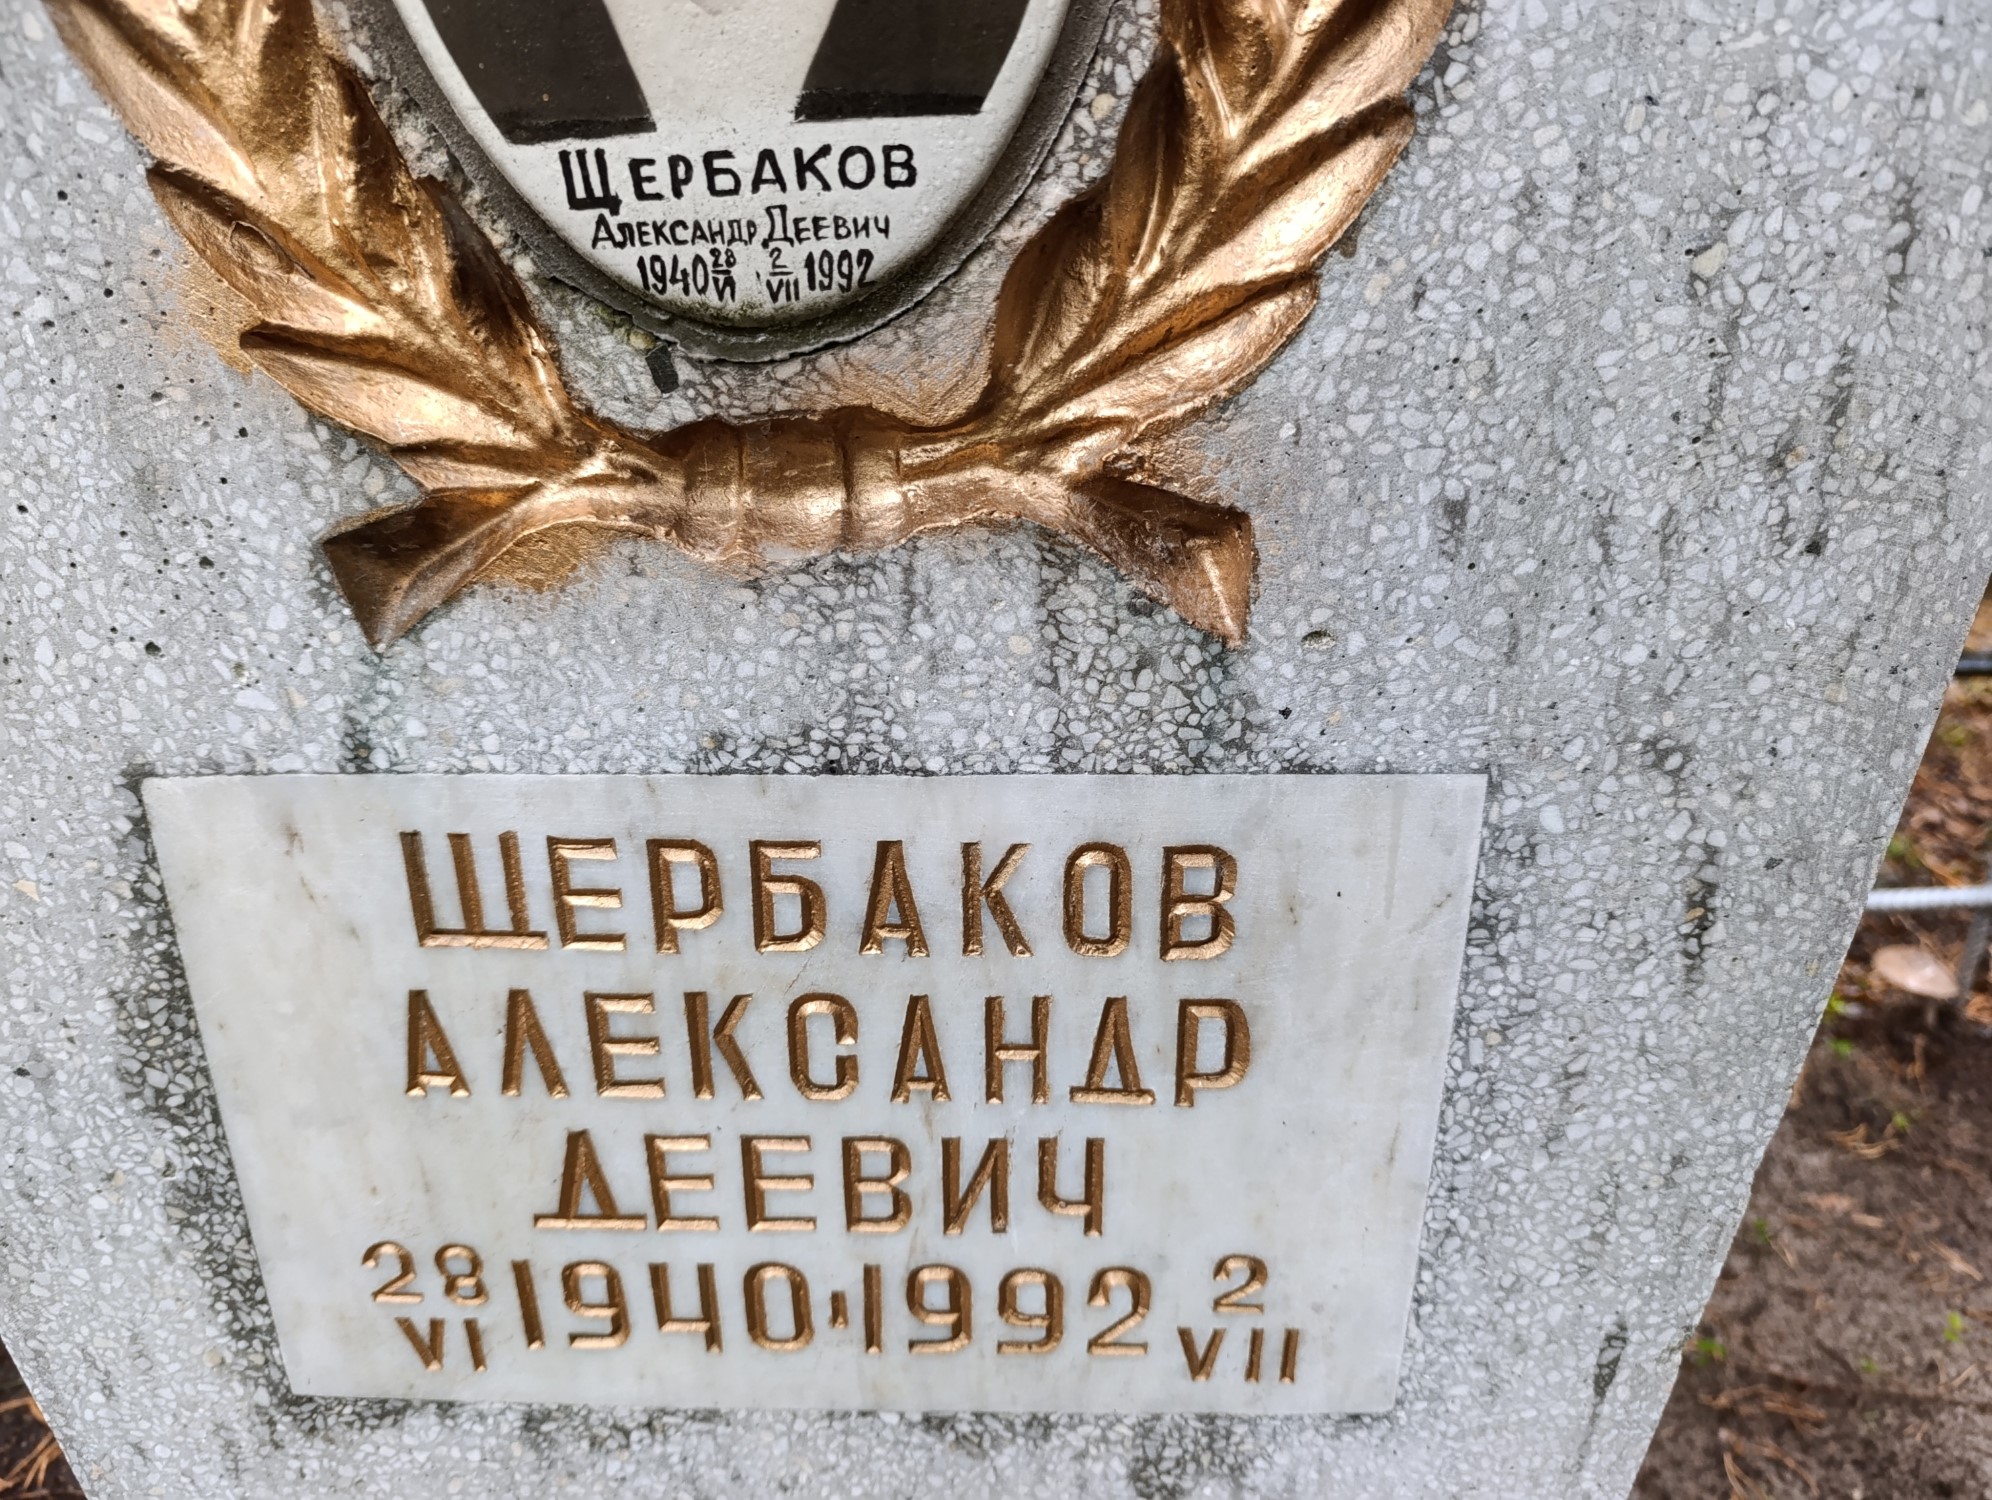 ЩЕРБАКОВ
АЛЕКСАНДР ДЕЕВИЧ
1940 28/VI 2/VII 1992
ЩЕРБАКОВ
АЛЕКСАНДР
ДЕЕВИЧ
28/VI 1940 · 1992 2/VII